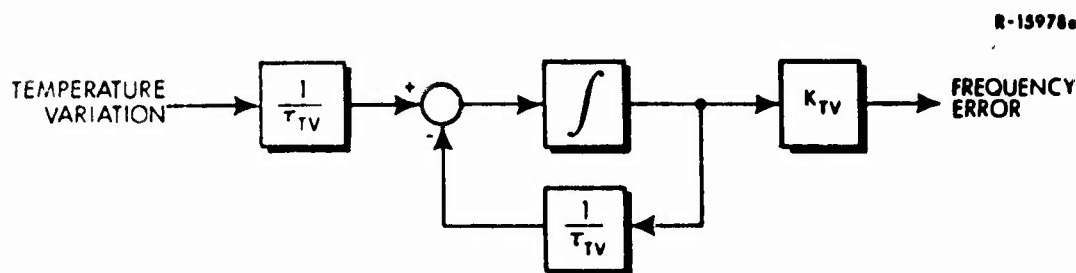 R-15978a
TEMPERATURE
VARIATION
1
τTV
+
-
∫
KTV
FREQUENCY
ERROR
1
τTV